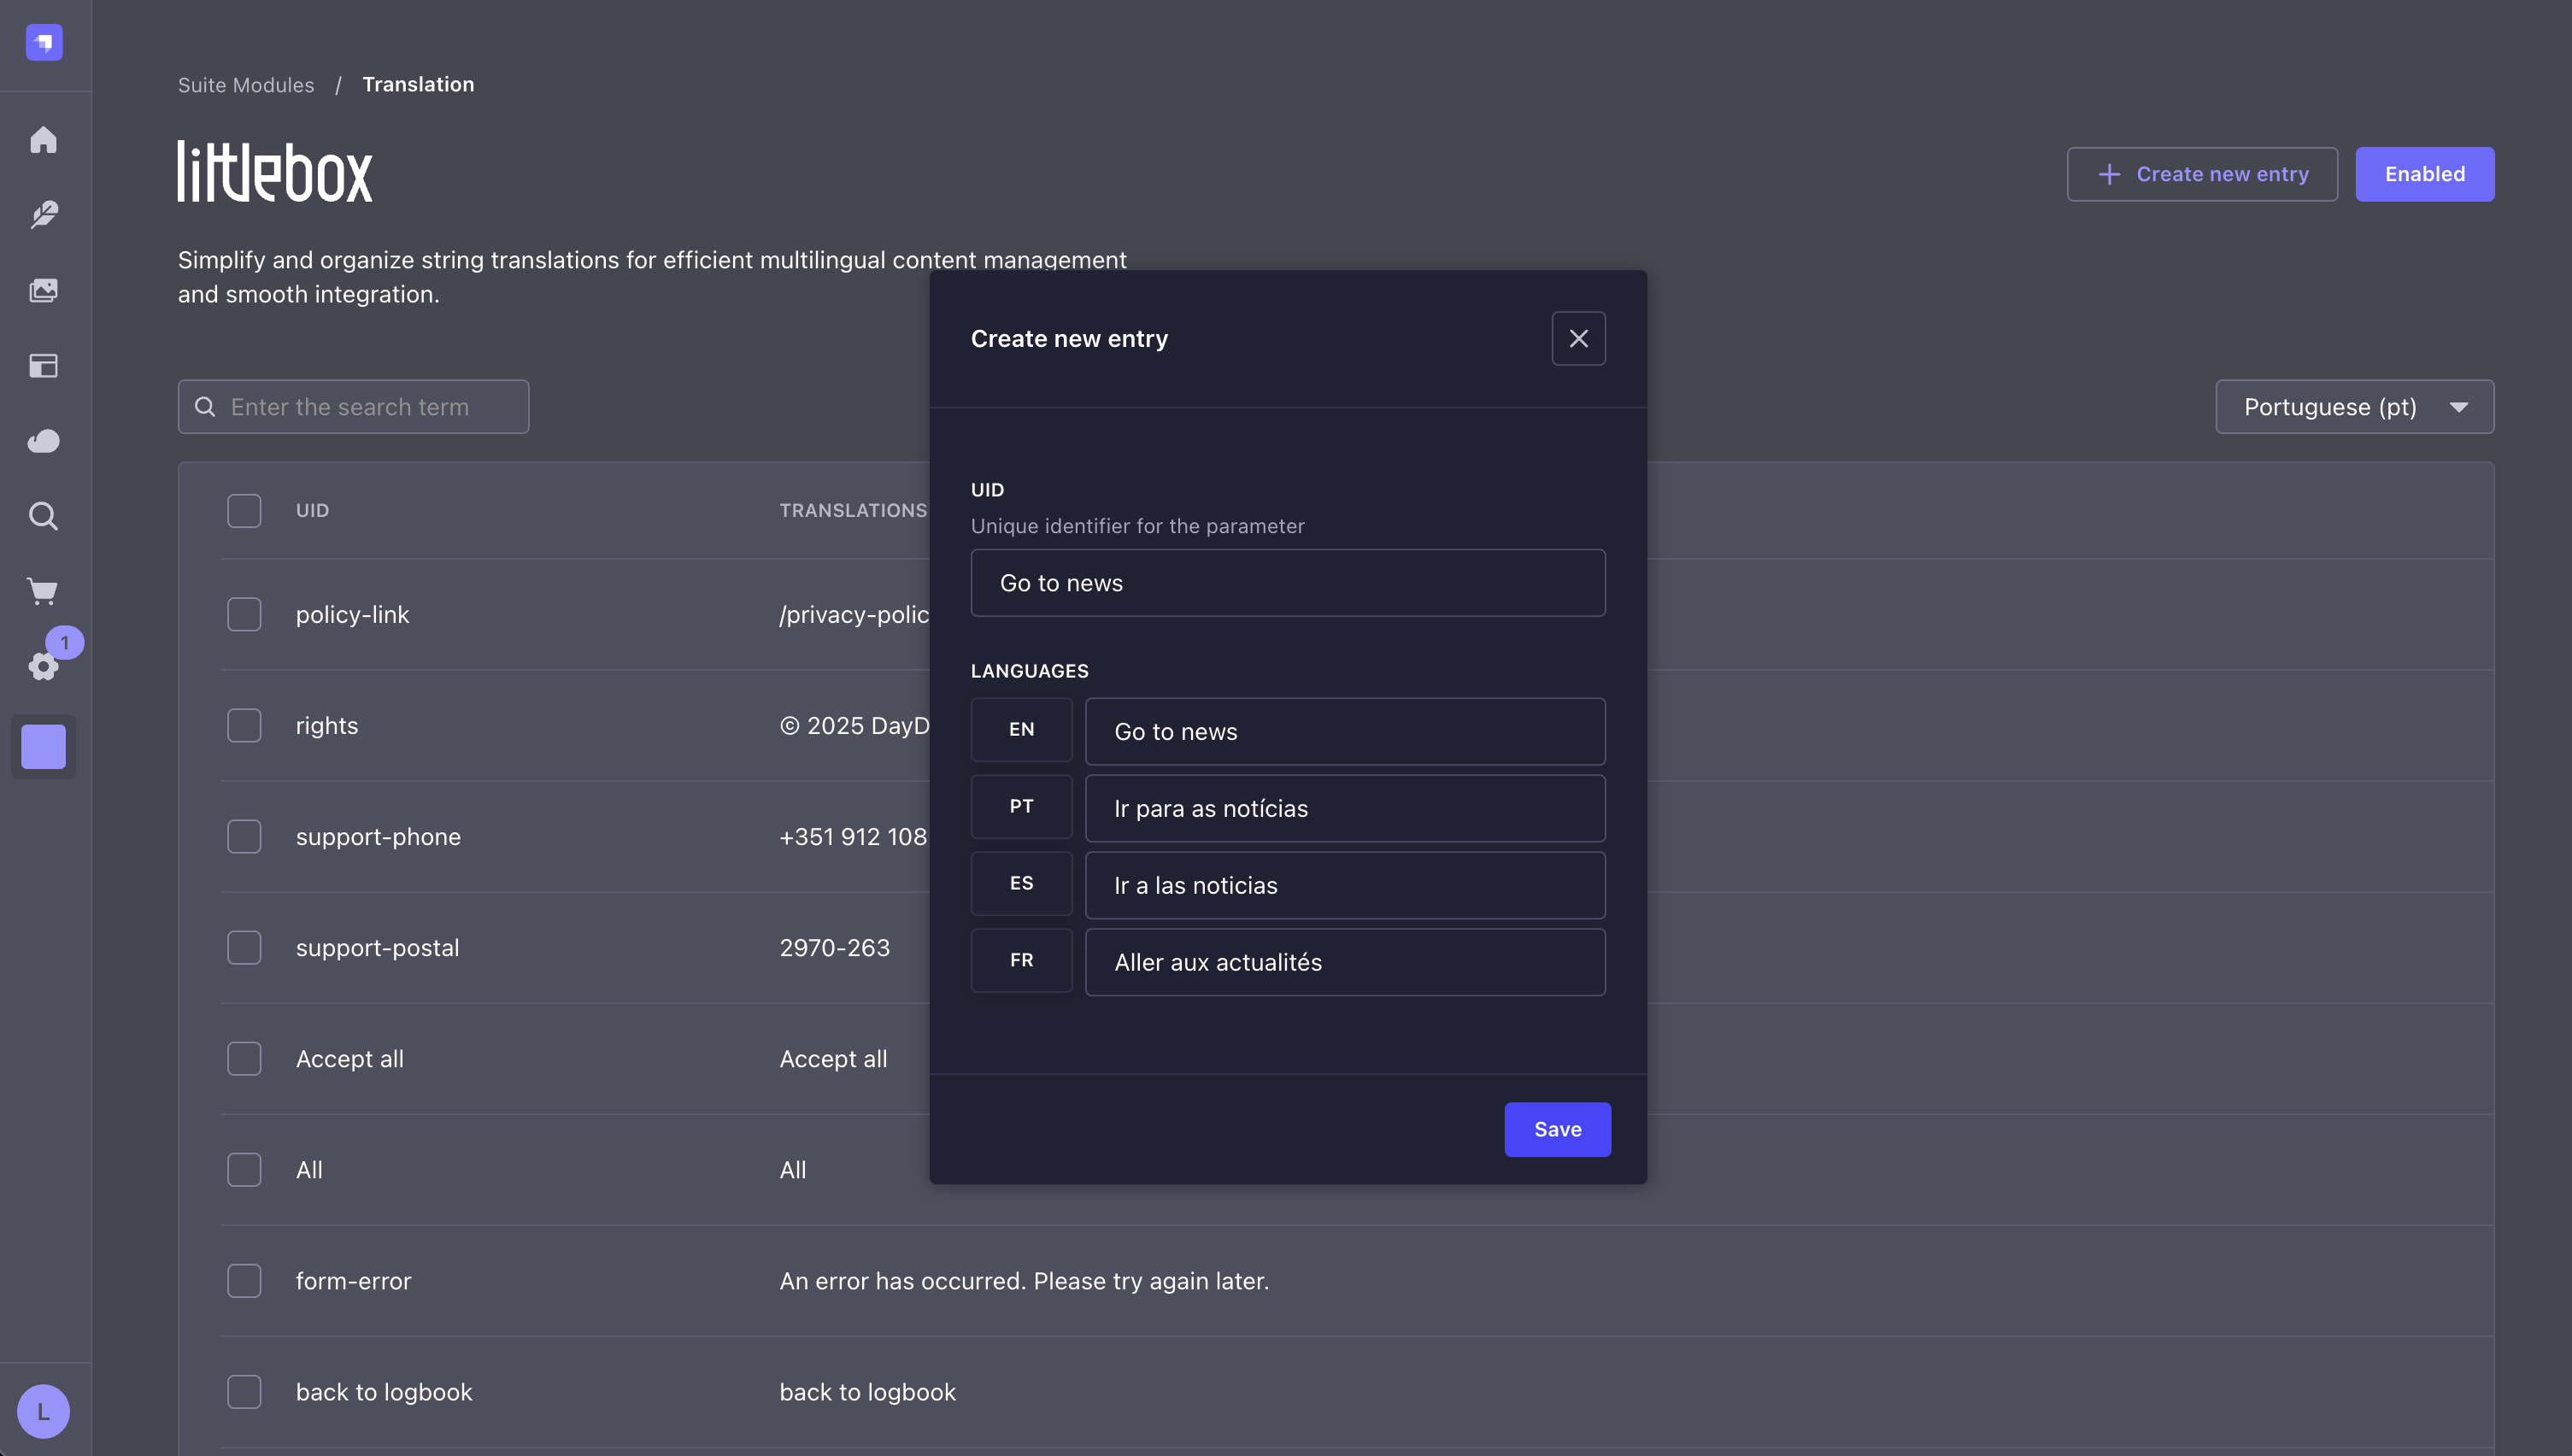 Suite Modules / Translation
littlebox
Create new entry
Enabled
Simplify and organize string translations for efficient multilingual content management
and smooth integration.
Enter the search term
Portuguese (pt)
UID TRANSLATIONS
policy-link /privacy-polic
rights © 2025 DayD
support-phone +351 912 108
support-postal 2970-263
Accept all Accept all
All All
form-error An error has occurred. Please try again later.
back to logbook back to logbook
1
L
Create new entry
UID
Unique identifier for the parameter
Go to news
LANGUAGES
EN Go to news
PT Ir para as notícias
ES Ir a las noticias
FR Aller aux actualités
Save